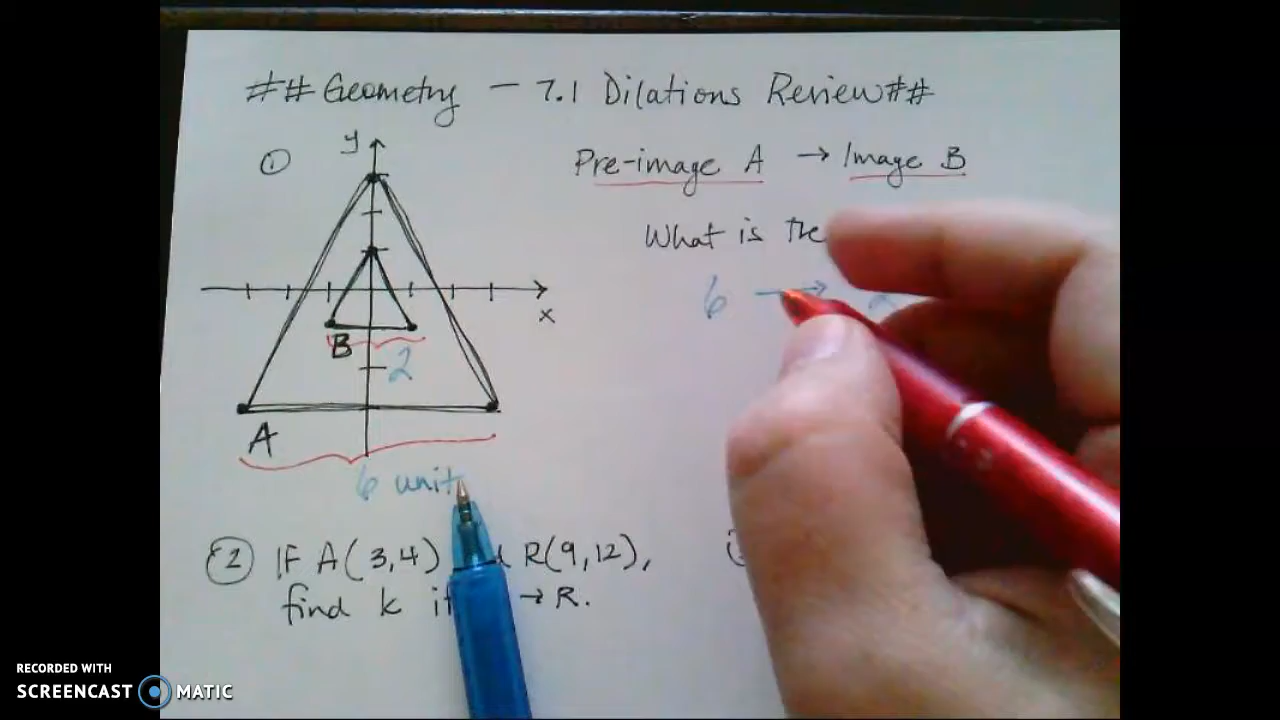 ## Geometry - 7.1 Dilations Review ##
① y
Pre-image A → Image B
What is the
6 →
x
B
2
A
6 unit
② IF A(3,4) R(9,12),
find k if → R.
RECORDED WITH
SCREENCAST MATIC